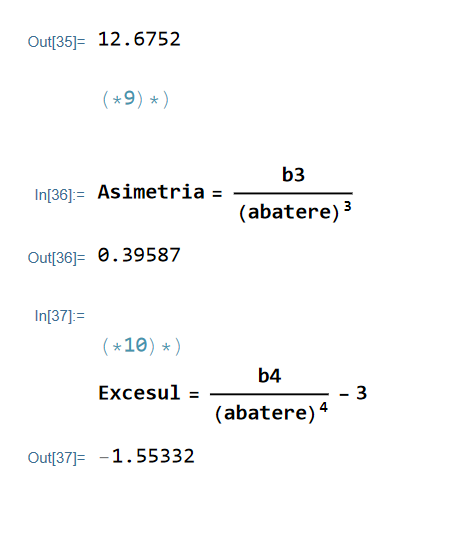 Out[35]= 12.6752
(*9)*)
In[36]:= Asimetria = b3
(abatere)^3
Out[36]= 0.39587
In[37]:=
(*10)*)
Excesul = b4
(abatere)^4 - 3
Out[37]= -1.55332